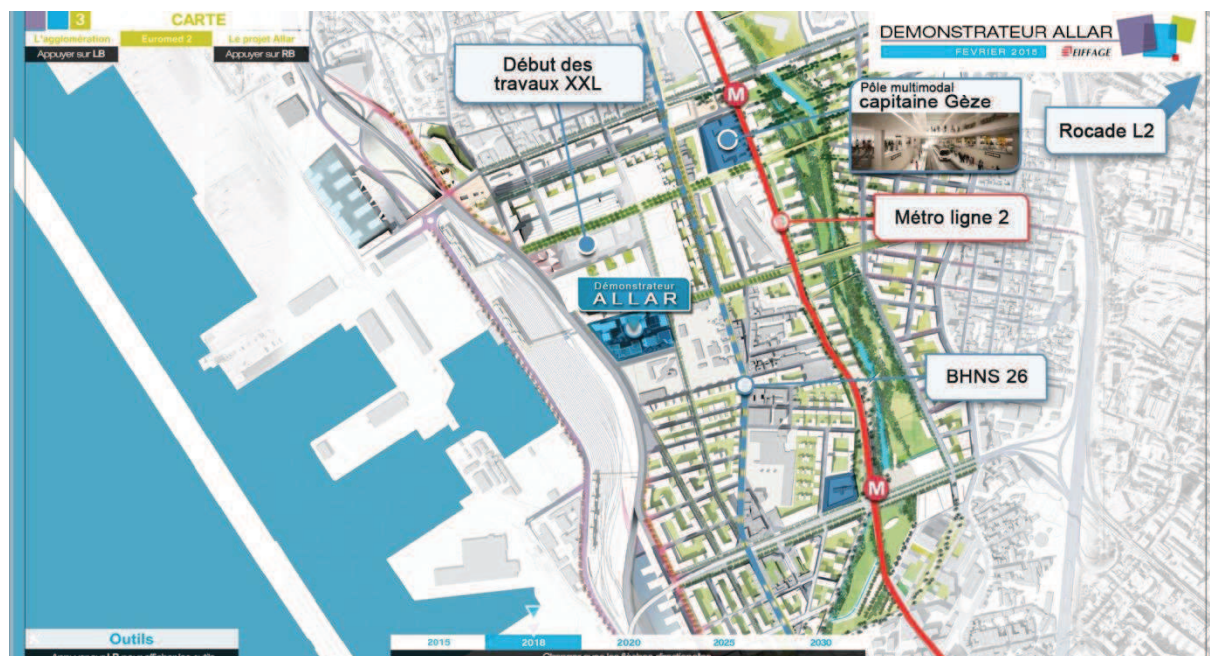 3
CARTE
L'agglomération
Euromed 2
Le projet Allar
Appuyer sur LB
Appuyer sur RB
DEMONSTRATEUR ALLAR
FEVRIER 2016
EIFFAGE
Début des
travaux XXL
M
Pôle multimodal
capitaine Gèze
Rocade L2
Métro ligne 2
Démonstrateur
ALLAR
BHNS 26
M
Outils
2015
2018
2020
2025
2030